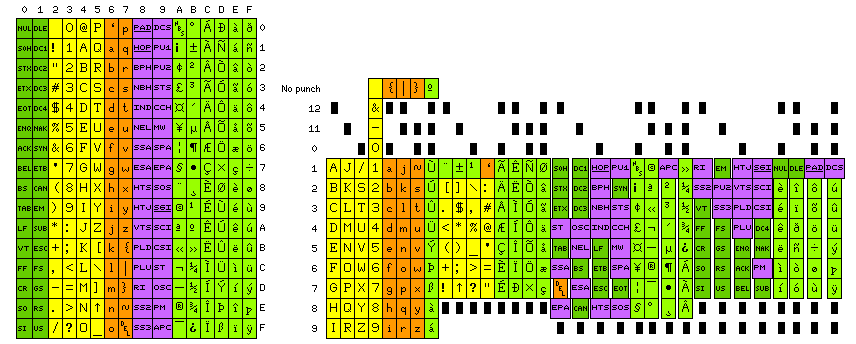 0 1 2 3 4 5 6 7 8 9 A B C D E F
NUL DLE 0 @ P ` p PAD DCS NBS ° À Ð à ð 0
SOH DC1 ! 1 A Q a q HOP PU1 ¡ ± Á Ñ á ñ 1
STX DC2 " 2 B R b r BPH PU2 ¢ ² Â Ò â ò 2
ETX DC3 # 3 C S c s NBH STS £ ³ Ã Ó ã ó 3
EOT DC4 $ 4 D T d t IND CCH ¤ ´ Ä Ô ä ô 4
ENQ NAK % 5 E U e u NEL MW ¥ µ Å Õ å õ 5
ACK SYN & 6 F V f v SSA SPA ¦ ¶ Æ Ö æ ö 6
BEL ETB ' 7 G W g w ESA EPA § · Ç × ç ÷ 7
BS CAN ( 8 H X h x HTS SOS ¨ ¸ È Ø è ø 8
TAB EM ) 9 I Y i y HTJ SGI © ¹ É Ù é ù 9
LF SUB * : J Z j z VTS SCI ª º Ê Ú ê ú A
VT ESC + ; K [ k { PLD CSI « » Ë Û ë û B
FF FS , < L \ l | PLU ST ¬ ¼ Ì Ü ì ü C
CR GS - = M ] m } RI OSC ½ Í Ý í ý D
SO RS . > N ↑ n ~ SS2 PM ® ¾ Î Þ î þ E
SI US / ? O _ o DEL SS3 APC ¯ ¿ Ï ß ï ÿ F
No punch { | } º
12 &
11 -
0 0
1 A J / 1 a j ~ Ù ¨ ± ¹ ` Ã Ë Ñ Ø SOH DC1 HOP PU1 © APC » RI EM HTJ SGI NUL DLE PAD DCS
2 B K S 2 b k s Ú [ ] \ : Ä È Ò STX DC2 BPH SYN ¡ ª ² ¼ SS2 PU2 VTS SCI è î ô ú
3 C L T 3 c l t Û . $ , # Å Ì Ó à ETX DC3 NBH STS ¢ « ³ ½ VT SS3 PLD CSI é ï õ û
4 D M U 4 d m u Ü < * % @ Æ Í Ô á ST OSC IND CCH £ ¬ ´ ¾ FF FS PLU DC4 ê ð ö ü
5 E N V 5 e n v Ý ( ) _ ' Ç Î Õ â TAB NEL LF MW ¤ µ ¿ CR GS ENQ NAK ë ñ ÷ ý
6 F O W 6 f o w Þ + ; > = È Ï Ö SSA BS ETB SPA ¥ ® ¶ À SO RS ACK PM ì ò ø þ
7 G P X 7 g p x ß ! ↑ ? " É Ð × ç DEL ESA ESC EOT ¦ ¯ · Á SI US BEL SUB í ó ù ÿ
8 H Q Y 8 h q y EPA CAN HTS SOS § ° ¸ Â
9 I R Z 9 i r z